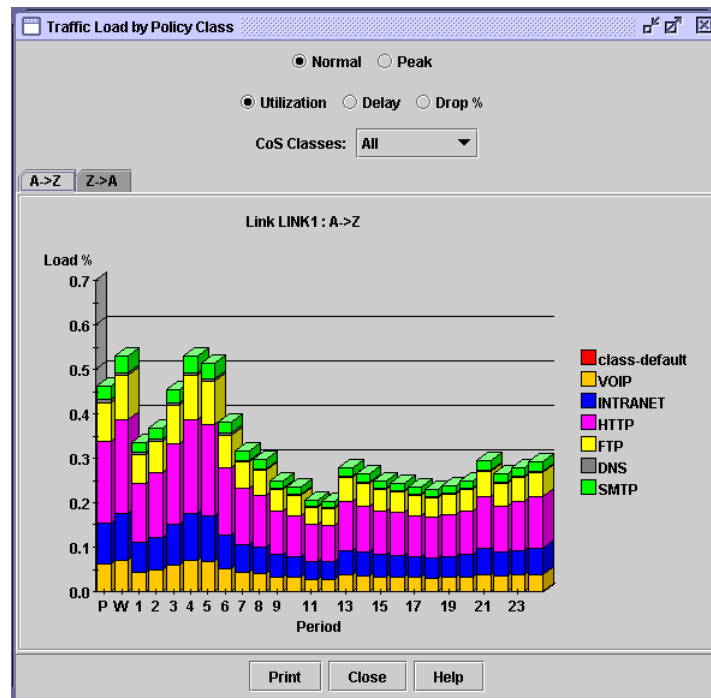 Traffic Load by Policy Class
Normal Peak
Utilization Delay Drop %
CoS Classes: All
A->Z Z->A
Link LINK1 : A->Z
Load %
0.7
0.6
0.5
0.4
0.3
0.2
0.1
0.0
P W 1 2 3 4 5 6 7 8 9 11 13 15 17 19 21 23
Period
class-default
VOIP
INTRANET
HTTP
FTP
DNS
SMTP
Print Close Help